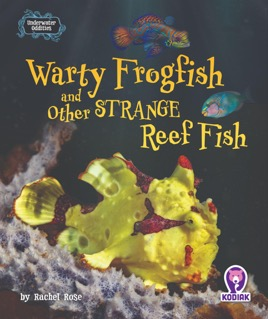 Underwater
Oddities
Warty Frogfish
and
Other STRANGE
Reef Fish
by Rachel Rose
KODIAK